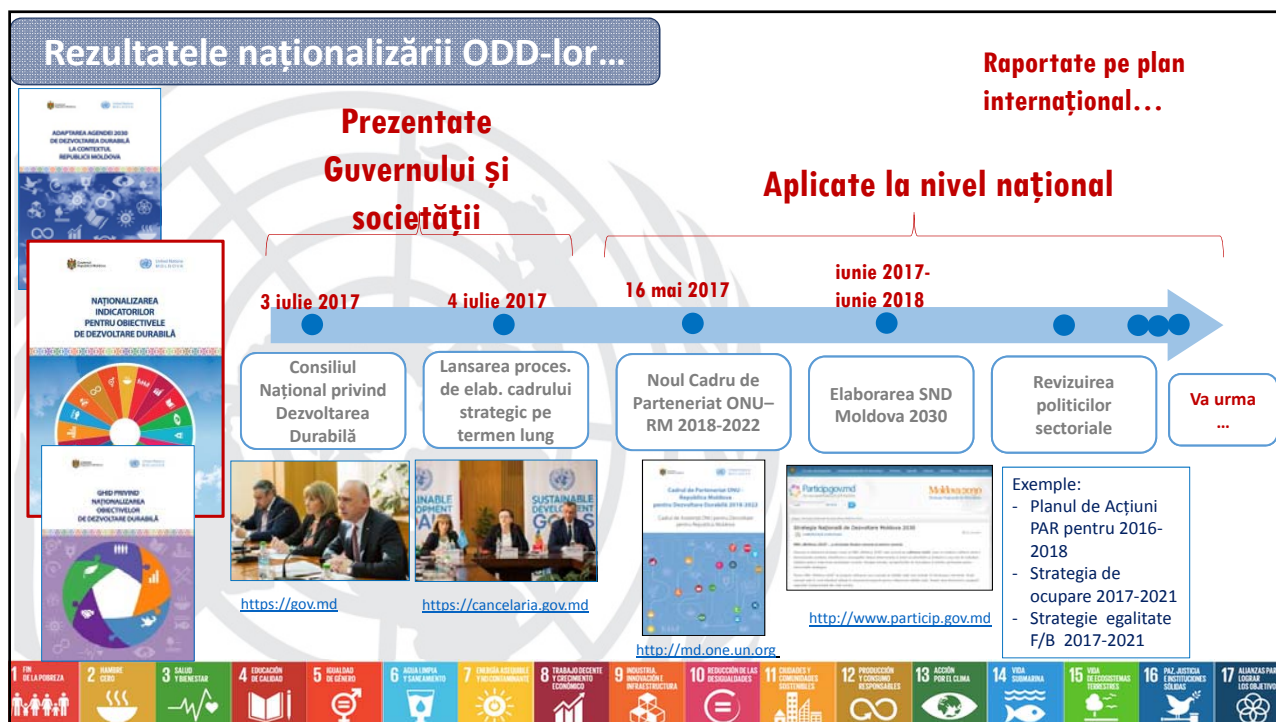 Rezultatele naționalizării ODD-lor...
Raportate pe plan
internațional...
Prezentate
Guvernului și
societății
Aplicate la nivel național
ADAPTAREA AGENDEI 2030
DE DEZVOLTAREA DURABILĂ
LA CONTEXTUL
REPUBLICII MOLDOVA
NAȚIONALIZAREA
INDICATORILOR
PENTRU OBIECTIVELE
DE DEZVOLTARE DURABILĂ
GHID PRIVIND
NAȚIONALIZAREA
OBIECTIVELOR
DE DEZVOLTARE DURABILĂ
3 iulie 2017
4 iulie 2017
16 mai 2017
iunie 2017-
iunie 2018
Consiliul
Național privind
Dezvoltarea
Durabilă
Lansarea proces.
de elab. cadrului
strategic pe
termen lung
Noul Cadru de
Parteneriat ONU–
RM 2018-2022
Elaborarea SND
Moldova 2030
Revizuirea
politicilor
sectoriale
Va urma
...
SUSTAINABLE
DEVELOPMENT
Cadrul de Parteneriat ONU-
Republica Moldova
pentru Dezvoltare Durabilă 2018-2022
Particip.gov.md
Moldova 2030
Strategia Națională de Dezvoltare Moldova 2030
https://gov.md
https://cancelaria.gov.md
http://md.one.un.org
http://www.particip.gov.md
Exemple:
- Planul de Acțiuni
PAR pentru 2016-
2018
- Strategia de
ocupare 2017-2021
- Strategie egalitate
F/B 2017-2021
1 FIN
DE LA POBREZA
2 HAMBRE
CERO
3 SALUD
Y BIENESTAR
4 EDUCACIÓN
DE CALIDAD
5 IGUALDAD
DE GÉNERO
6 AGUA LIMPIA
Y SANEAMIENTO
7 ENERGÍA ASEQUIBLE
Y NO CONTAMINANTE
8 TRABAJO DECENTE
Y CRECIMIENTO
ECONÓMICO
9 INDUSTRIA,
INNOVACIÓN E
INFRAESTRUCTURA
10 REDUCCIÓN DE LAS
DESIGUALDADES
11 CIUDADES Y
COMUNIDADES
SOSTENIBLES
12 PRODUCCIÓN
Y CONSUMO
RESPONSABLES
13 ACCIÓN
POR EL CLIMA
14 VIDA
SUBMARINA
15 VIDA
DE ECOSISTEMAS
TERRESTRES
16 PAZ, JUSTICIA
E INSTITUCIONES
SÓLIDAS
17 ALIANZAS PARA
LOGRAR
LOS OBJETIVO